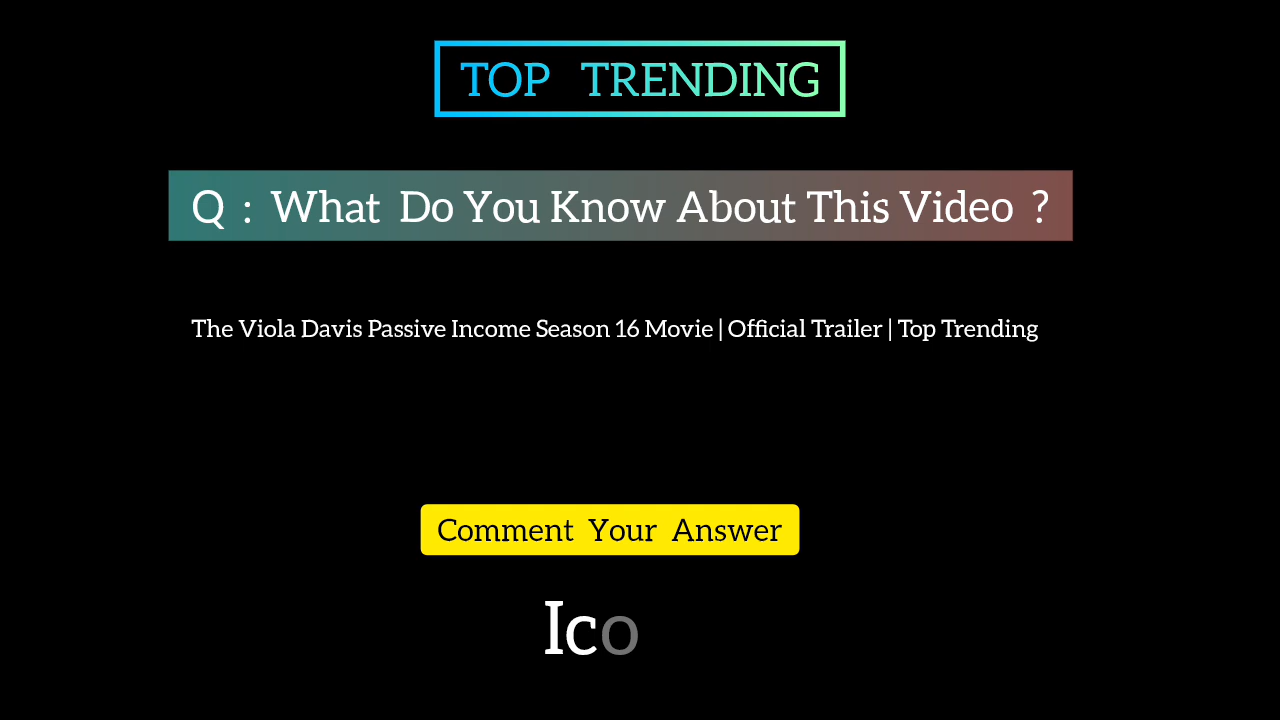 TOP TRENDING
Q : What Do You Know About This Video ?
The Viola Davis Passive Income Season 16 Movie | Official Trailer | Top Trending
Comment Your Answer
Ico